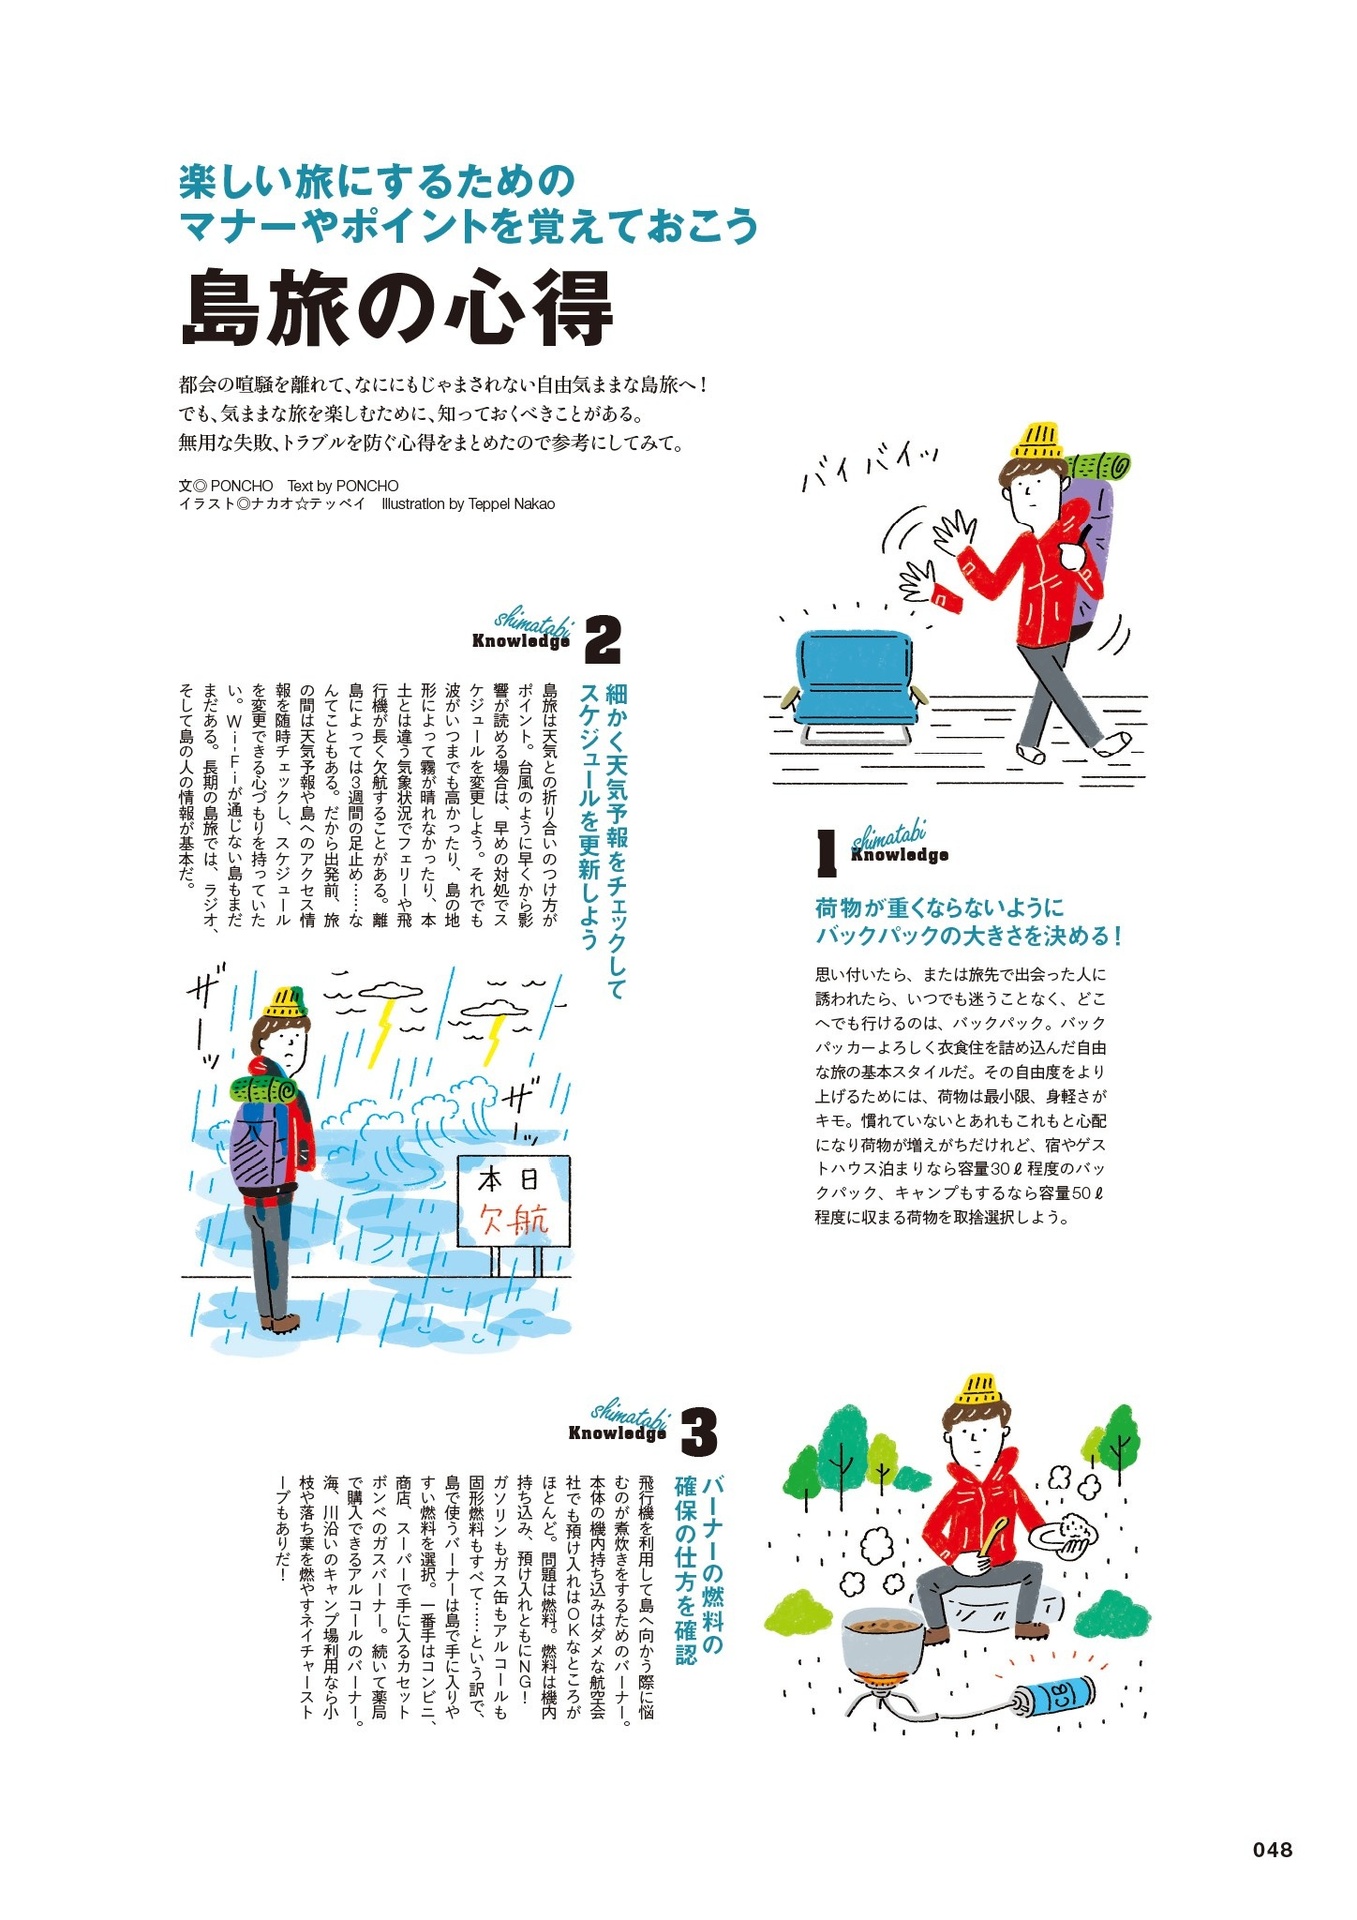 楽しい旅にするための
マナーやポイントを覚えておこう
島旅の心得
都会の喧騒を離れて、なににもじゃまされない自由気ままな島旅へ！
でも、気ままな旅を楽しむために、知っておくべきことがある。
無用な失敗、トラブルを防ぐ心得をまとめたので参考にしてみて。
文◎PONCHO　Text by PONCHO
イラスト◎ナカオ☆テッペイ　Illustration by Teppei Nakao
バイバイッ
1
shimatabi
Knowledge
荷物が重くならないように
バックパックの大きさを決める！
思い付いたら、または旅先で出会った人に
誘われたら、いつでも迷うことなく、どこ
へでも行けるのは、バックパック。バック
パッカーよろしく衣食住を詰め込んだ自由
な旅の基本スタイルだ。その自由度をより
上げるためには、荷物は最小限、身軽さが
キモ。慣れていないとあれもこれもと心配
になり荷物が増えがちだけれど、宿やゲス
トハウス泊まりなら容量30ℓ程度のバッ
クパック、キャンプもするなら容量50ℓ
程度に収まる荷物を取捨選択しよう。
shimatabi
Knowledge
2
細かく天気予報をチェックして
スケジュールを更新しよう
島旅は天気との折り合いのつけ方が
ポイント。台風のように早くから影
響が読める場合は、早めの対処でス
ケジュールを変更しよう。それでも
波がいつまでも高かったり、島の地
形によって霧が晴れなかったり、本
土とは違う気象状況でフェリーや飛
行機が長く欠航することがある。離
島によっては3週間の足止め……な
んてこともある。だから出発前、旅
の間は天気予報や島へのアクセス情
報を随時チェックし、スケジュール
を変更できる心づもりを持っていた
い。Wi-Fiが通じない島もまだ
まだある。長期の島旅では、ラジオ、
そして島の人の情報が基本だ。
ザーッ
ザーッ
本日
欠航
shimatabi
Knowledge
3
バーナーの燃料の
確保の仕方を確認
飛行機を利用して島へ向かう際に悩
むのが煮炊きをするためのバーナー。
本体の機内持ち込みはダメな航空会
社でも預け入れはOKなところが
ほとんど。問題は燃料。燃料は機内
持ち込み、預け入れともにNG！
ガソリンもガス缶もアルコールも
固形燃料もすべて……という訳で、
島で使うバーナーは島で手に入りや
すい燃料を選択。一番手はコンビニ、
商店、スーパーで手に入るカセット
ボンベのガスバーナー。続いて薬局
で購入できるアルコールのバーナー。
海、川沿いのキャンプ場利用なら小
枝や落ち葉を燃やすネイチャースト
ーブもありだ！
CB
048